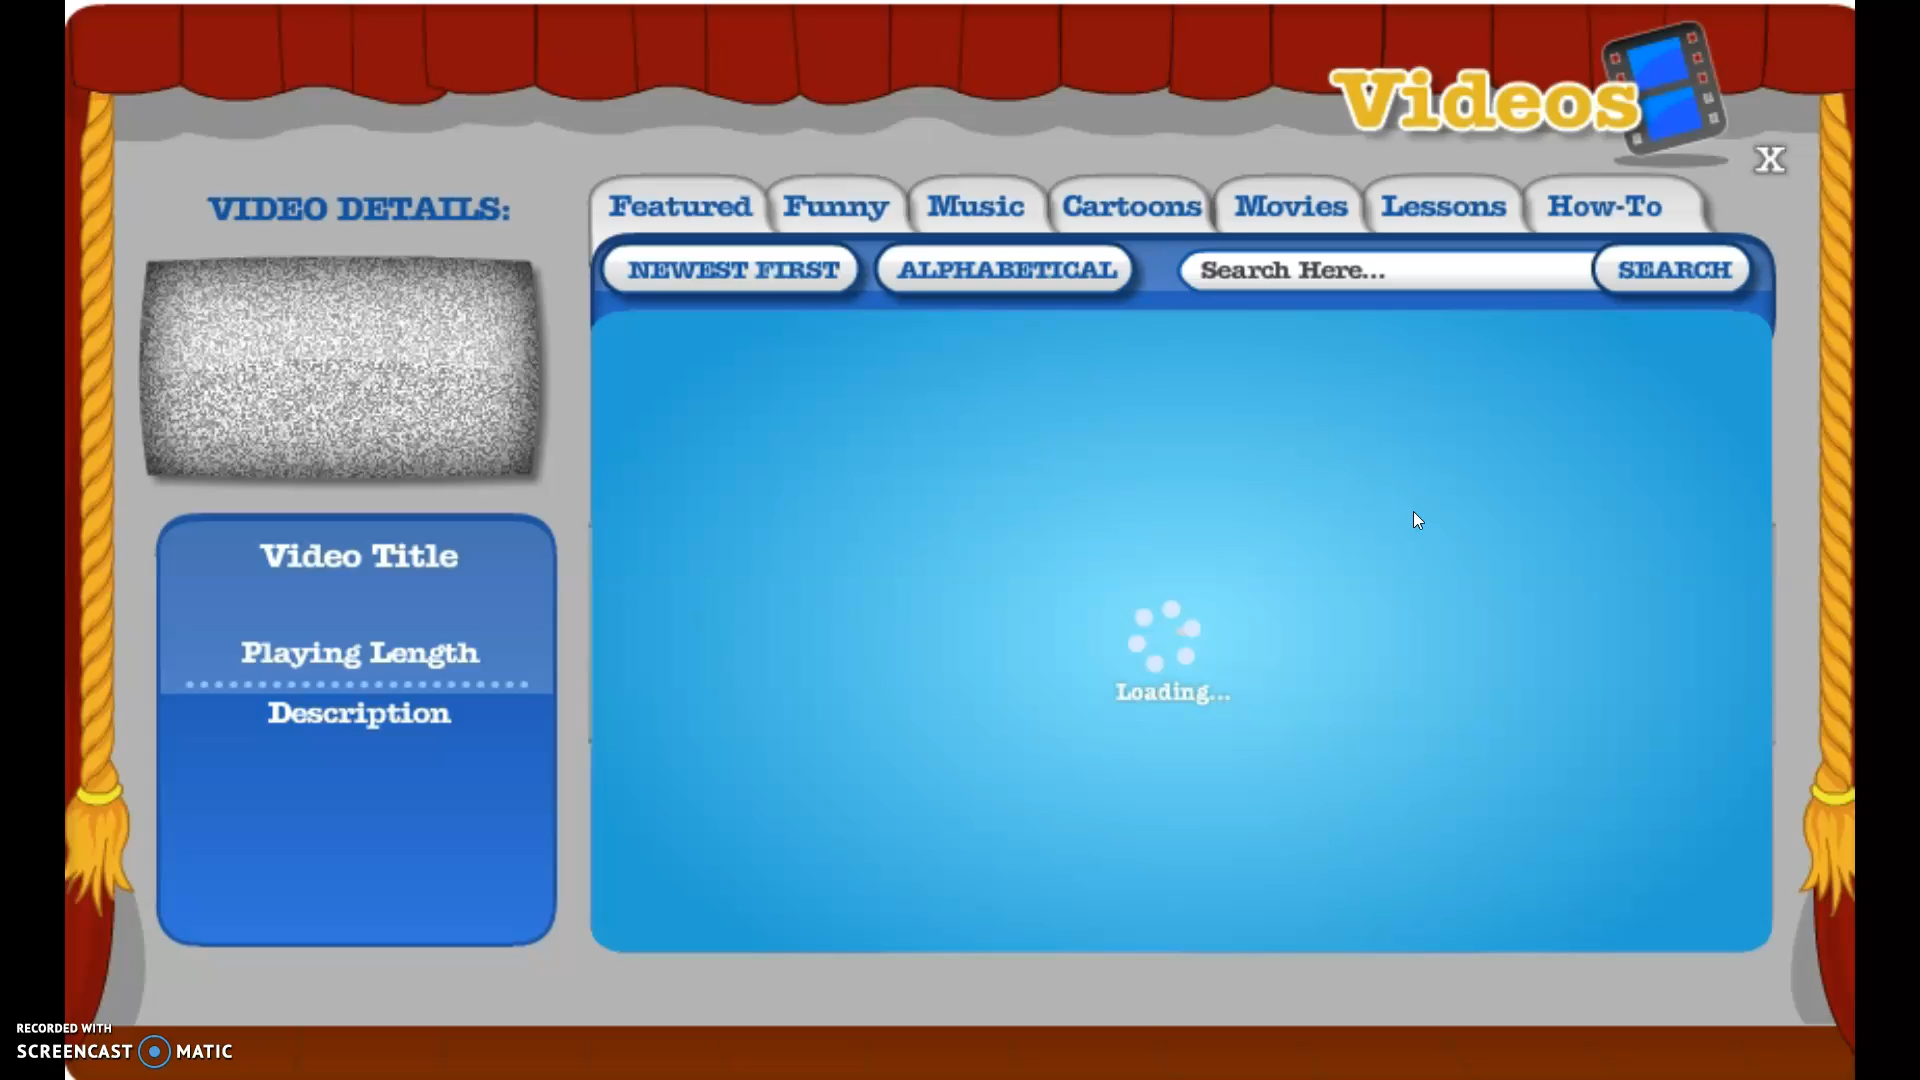 Videos
X
VIDEO DETAILS:
Featured
Funny
Music
Cartoons
Movies
Lessons
How-To
NEWEST FIRST
ALPHABETICAL
Search Here...
SEARCH
Video Title
Playing Length
Description
Loading...
RECORDED WITH
SCREENCAST MATIC